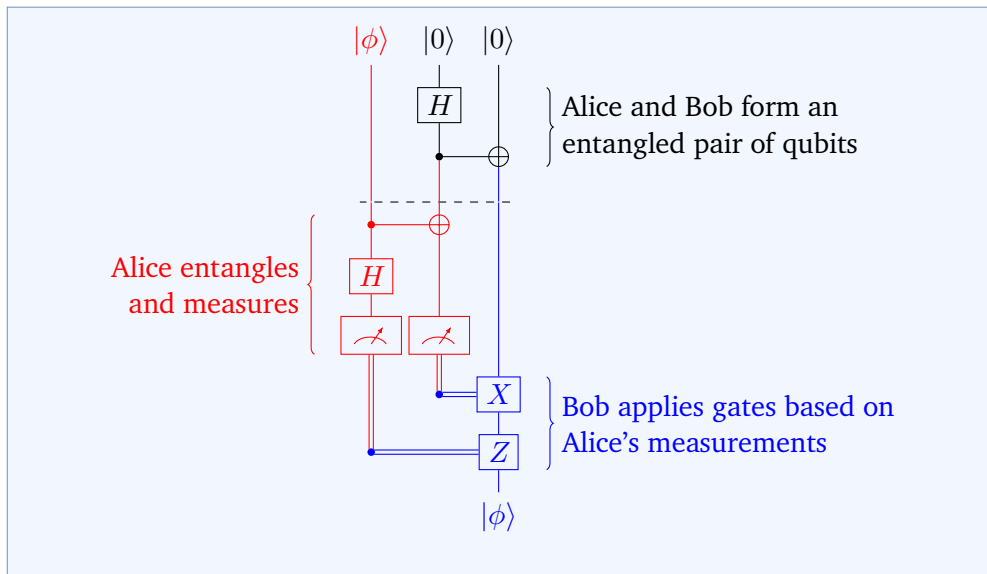 |ϕ⟩ |0⟩ |0⟩
H
Alice and Bob form an
entangled pair of qubits
Alice entangles
and measures
H
X
Z
Bob applies gates based on
Alice’s measurements
|ϕ⟩